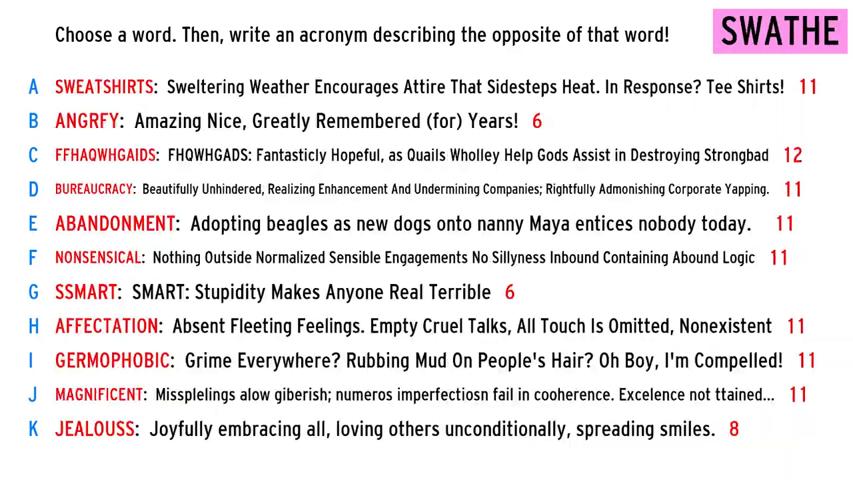 Choose a word. Then, write an acronym describing the opposite of that word!
SWATHE
A SWEATSHIRTS: Sweltering Weather Encourages Attire That Sidesteps Heat. In Response? Tee Shirts! 11
B ANGRFY: Amazing Nice, Greatly Remembered (for) Years! 6
C FFHAQWHGAIDS: FHQWHGADS: Fantasticly Hopeful, as Quails Wholley Help Gods Assist in Destroying Strongbad 12
D BUREAUCRACY: Beautifully Unhindered, Realizing Enhancement And Undermining Companies; Rightfully Admonishing Corporate Yapping. 11
E ABANDONMENT: Adopting beagles as new dogs onto nanny Maya entices nobody today. 11
F NONSENSICAL: Nothing Outside Normalized Sensible Engagements No Sillyness Inbound Containing Abound Logic 11
G SSMART: SMART: Stupidity Makes Anyone Real Terrible 6
H AFFECTATION: Absent Fleeting Feelings. Empty Cruel Talks, All Touch Is Omitted, Nonexistent 11
I GERMOPHOBIC: Grime Everywhere? Rubbing Mud On People's Hair? Oh Boy, I'm Compelled! 11
J MAGNIFICENT: Missplelings alow giberish; numeros imperfectiosn fail in cooherence. Excelence not ttained... 11
K JEALOUSS: Joyfully embracing all, loving others unconditionally, spreading smiles. 8